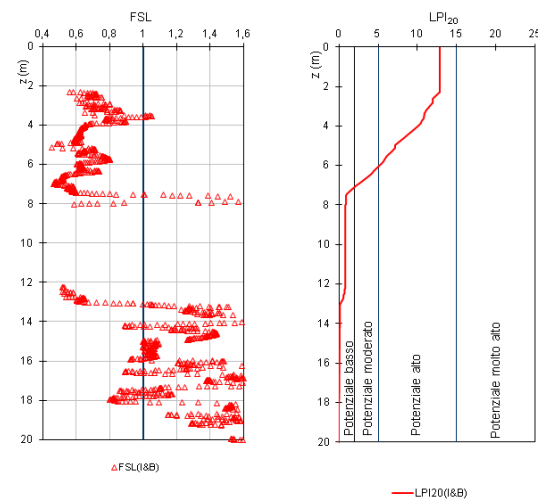 FSL
0,4 0,6 0,8 1 1,2 1,4 1,6
z (m)
0
2
4
6
8
10
12
14
16
18
20
FSL(I&B)
LPI20
0 5 10 15 20 25
z (m)
0
2
4
6
8
10
12
14
16
18
20
Potenziale basso
Potenziale moderato
Potenziale alto
Potenziale molto alto
LPI20(I&B)